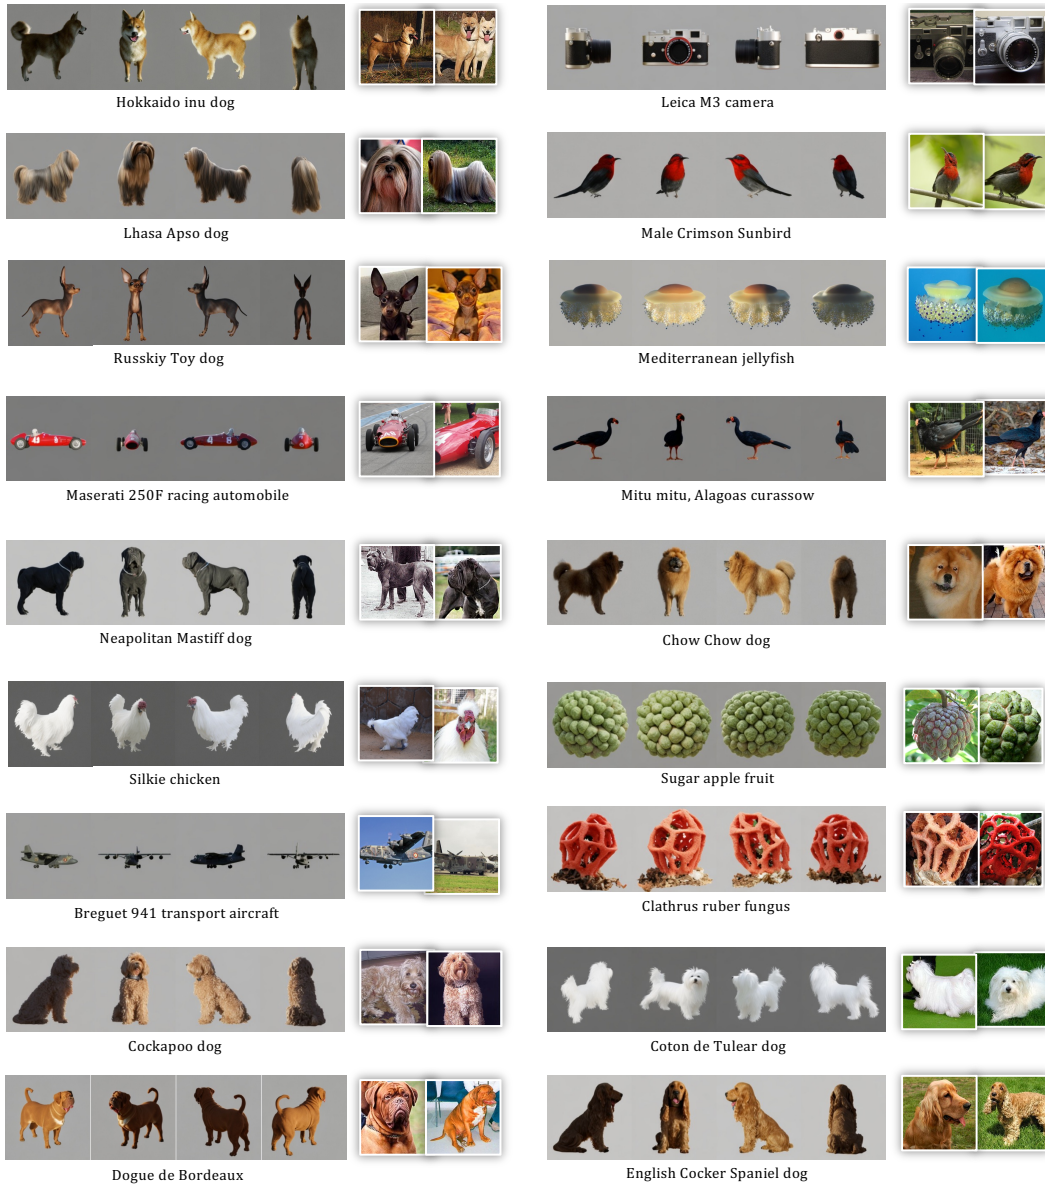 Hokkaido inu dog
Leica M3 camera
Lhasa Apso dog
Male Crimson Sunbird
Russkiy Toy dog
Mediterranean jellyfish
Maserati 250F racing automobile
Mitu mitu, Alagoas curassow
Neapolitan Mastiff dog
Chow Chow dog
Silkie chicken
Sugar apple fruit
Breguet 941 transport aircraft
Clathrus ruber fungus
Cockapoo dog
Coton de Tulear dog
Dogue de Bordeaux
English Cocker Spaniel dog